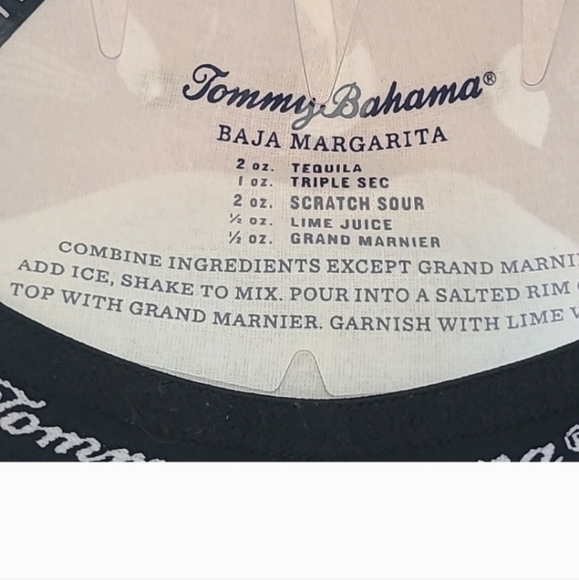 Tommy Bahama®
BAJA MARGARITA
2 OZ. TEQUILA
1 OZ. TRIPLE SEC
2 OZ. SCRATCH SOUR
½ OZ. LIME JUICE
½ OZ. GRAND MARNIER
COMBINE INGREDIENTS EXCEPT GRAND MARNI
ADD ICE, SHAKE TO MIX. POUR INTO A SALTED RIM
TOP WITH GRAND MARNIER. GARNISH WITH LIME
Tomm